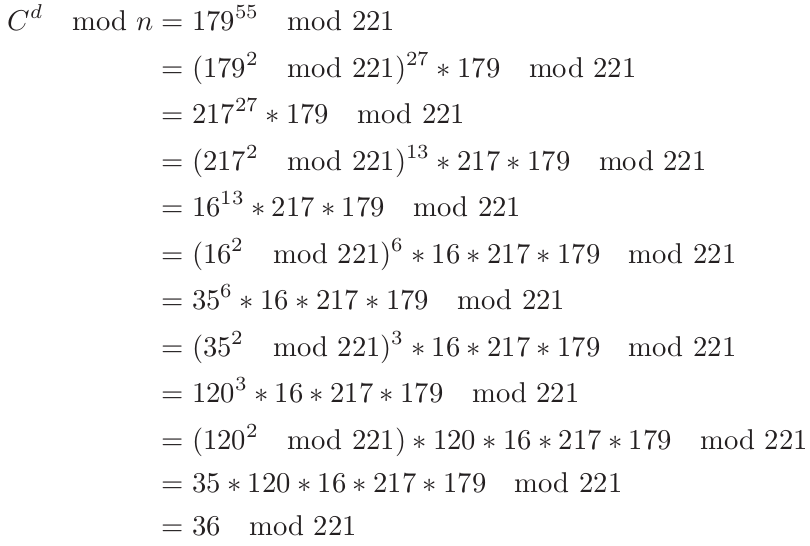 C^d mod n = 179^55 mod 221
= (179^2 mod 221)^27 * 179 mod 221
= 217^27 * 179 mod 221
= (217^2 mod 221)^13 * 217 * 179 mod 221
= 16^13 * 217 * 179 mod 221
= (16^2 mod 221)^6 * 16 * 217 * 179 mod 221
= 35^6 * 16 * 217 * 179 mod 221
= (35^2 mod 221)^3 * 16 * 217 * 179 mod 221
= 120^3 * 16 * 217 * 179 mod 221
= (120^2 mod 221) * 120 * 16 * 217 * 179 mod 221
= 35 * 120 * 16 * 217 * 179 mod 221
= 36 mod 221